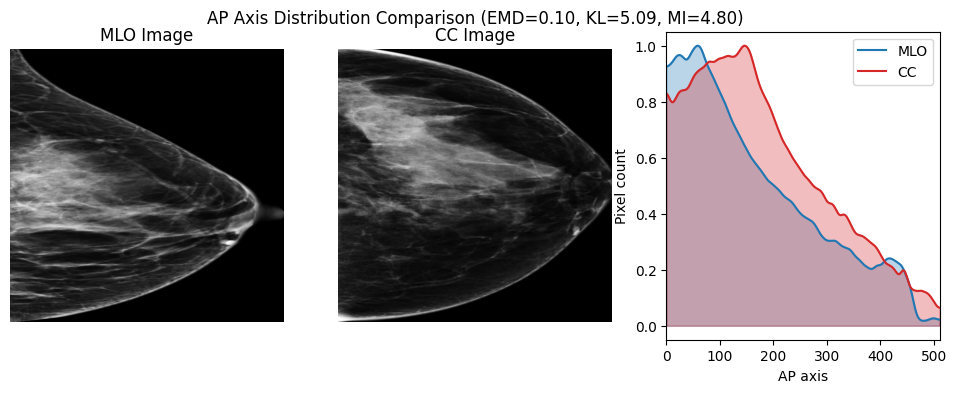 AP Axis Distribution Comparison (EMD=0.10, KL=5.09, MI=4.80)
MLO Image
CC Image
MLO
CC
Pixel count
1.0
0.8
0.6
0.4
0.2
0.0
0 100 200 300 400 500
AP axis